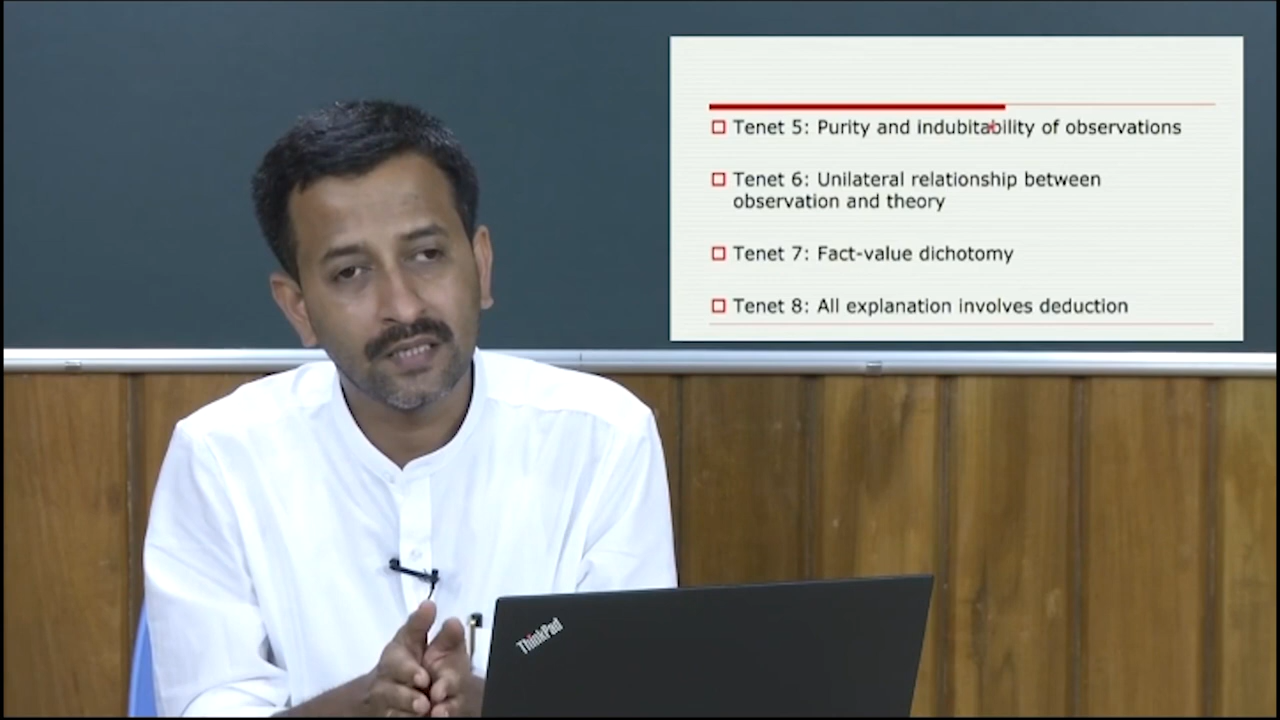 Tenet 5: Purity and indubitability of observations
Tenet 6: Unilateral relationship between
observation and theory
Tenet 7: Fact-value dichotomy
Tenet 8: All explanation involves deduction
ThinkPad